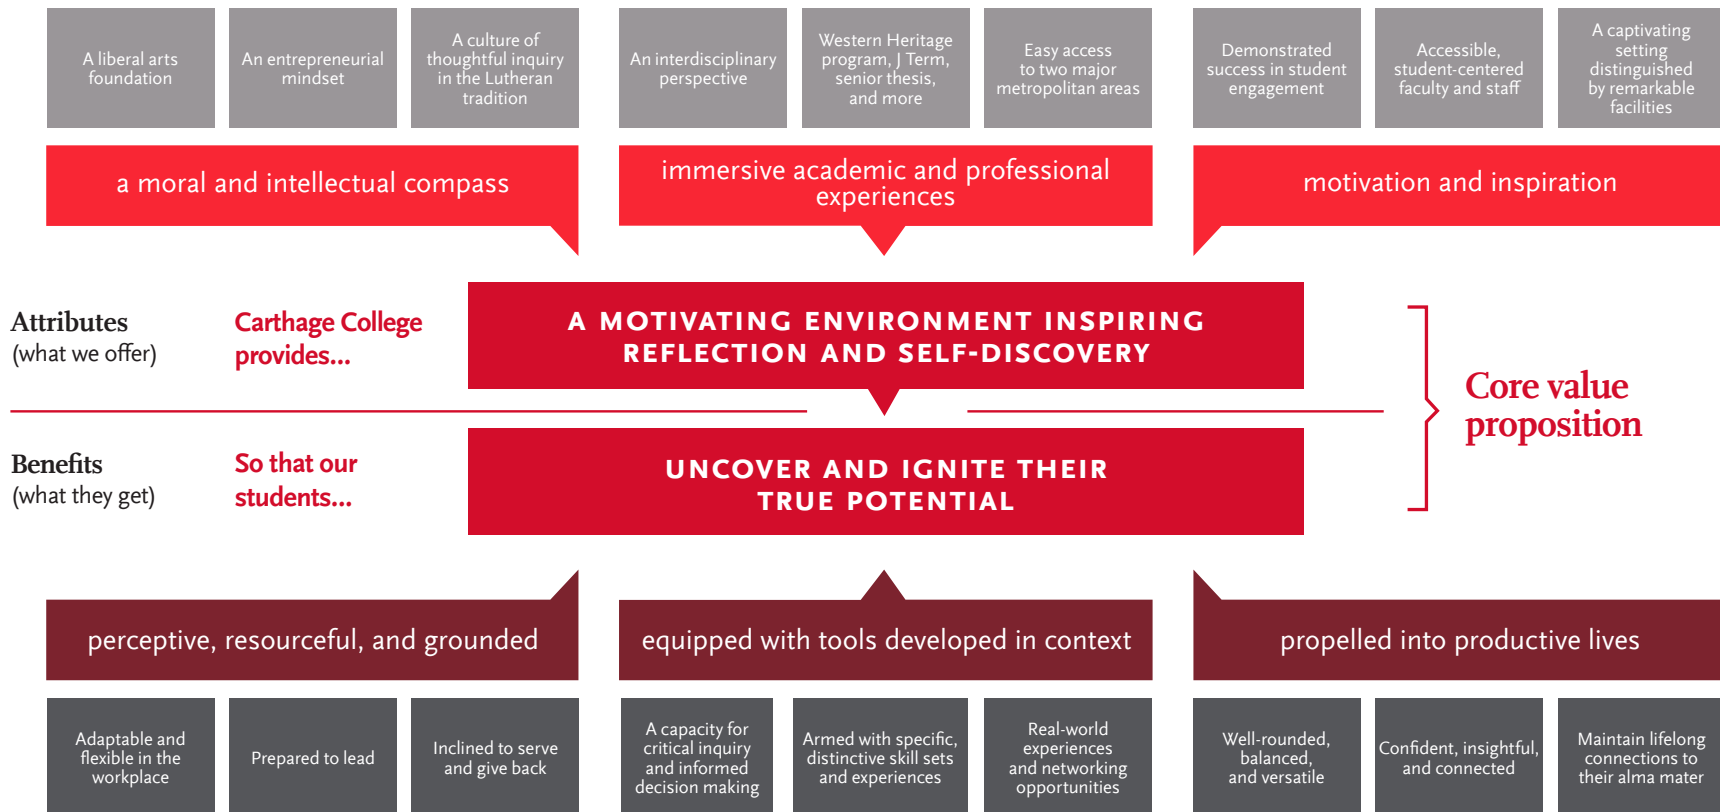 A liberal arts
foundation
An entrepreneurial
mindset
A culture of
thoughtful inquiry
in the Lutheran
tradition
An interdisciplinary
perspective
Western Heritage
program, J Term,
senior thesis,
and more
Easy access
to two major
metropolitan areas
Demonstrated
success in student
engagement
Accessible,
student-centered
faculty and staff
A captivating
setting
distinguished
by remarkable
facilities
a moral and intellectual compass
immersive academic and professional
experiences
motivation and inspiration
Attributes
(what we offer)
Carthage College
provides...
A MOTIVATING ENVIRONMENT INSPIRING
REFLECTION AND SELF-DISCOVERY
Core value
proposition
Benefits
(what they get)
So that our
students...
UNCOVER AND IGNITE THEIR
TRUE POTENTIAL
perceptive, resourceful, and grounded
equipped with tools developed in context
propelled into productive lives
Adaptable and
flexible in the
workplace
Prepared to lead
Inclined to serve
and give back
A capacity for
critical inquiry
and informed
decision making
Armed with specific,
distinctive skill sets
and experiences
Real-world
experiences
and networking
opportunities
Well-rounded,
balanced,
and versatile
Confident, insightful,
and connected
Maintain lifelong
connections to
their alma mater